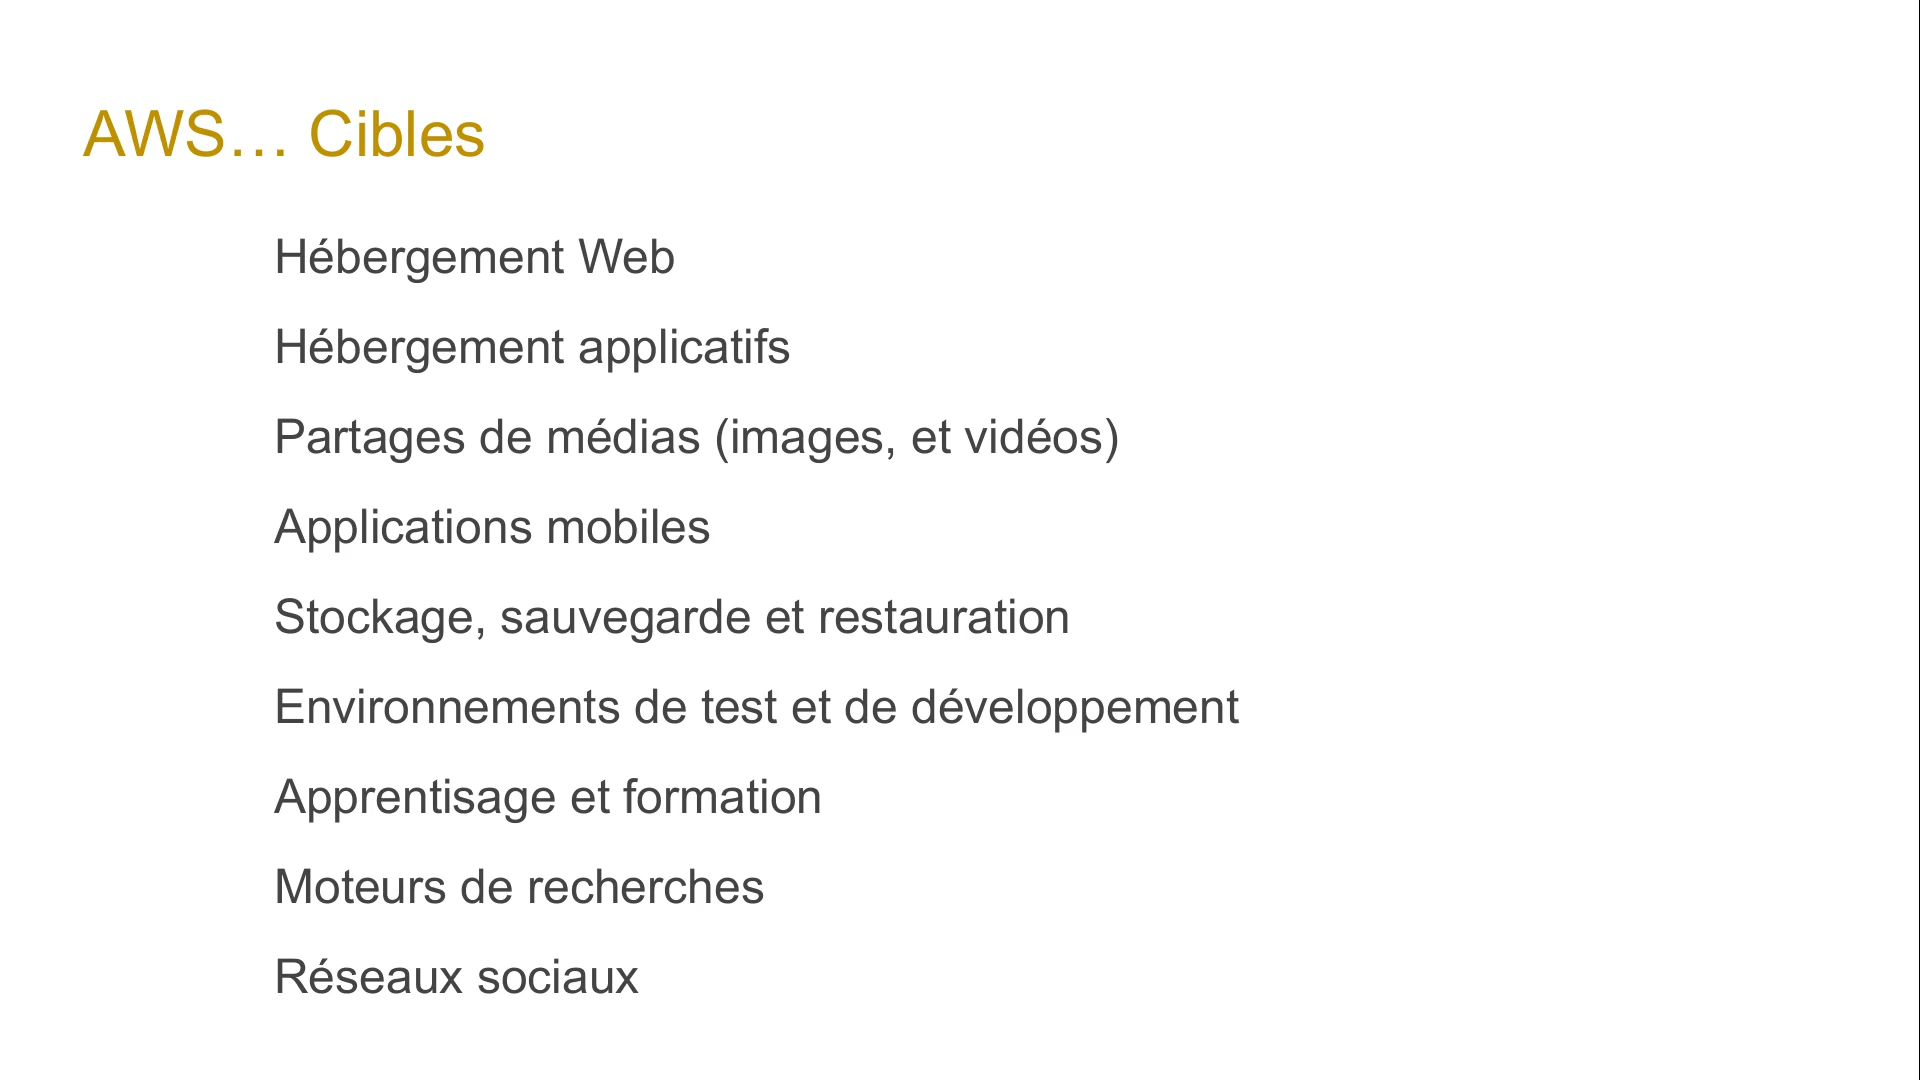 AWS… Cibles
Hébergement Web
Hébergement applicatifs
Partages de médias (images, et vidéos)
Applications mobiles
Stockage, sauvegarde et restauration
Environnements de test et de développement
Apprentisage et formation
Moteurs de recherches
Réseaux sociaux